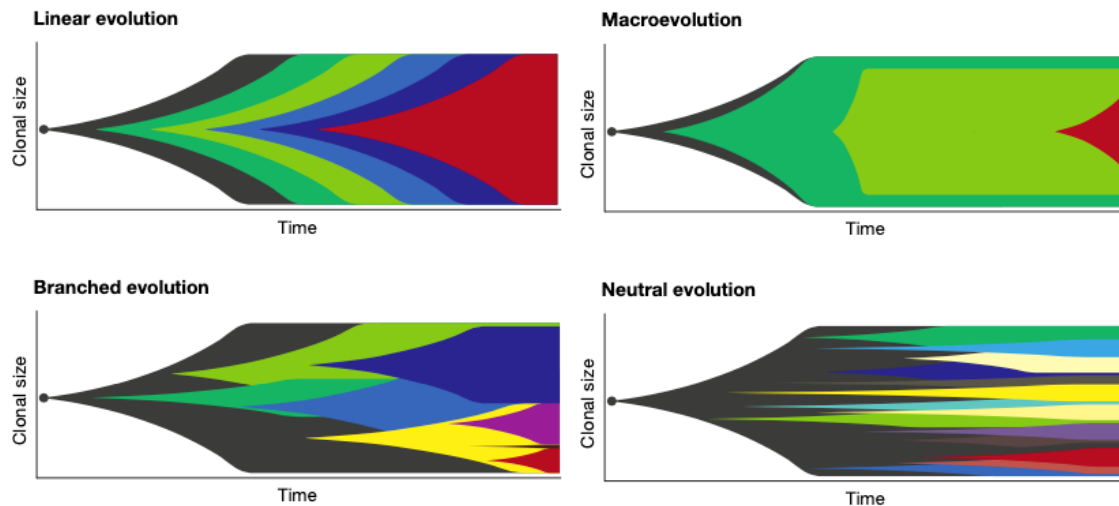 Linear evolution
Clonal size
Time
Macroevolution
Clonal size
Time
Branched evolution
Clonal size
Time
Neutral evolution
Clonal size
Time